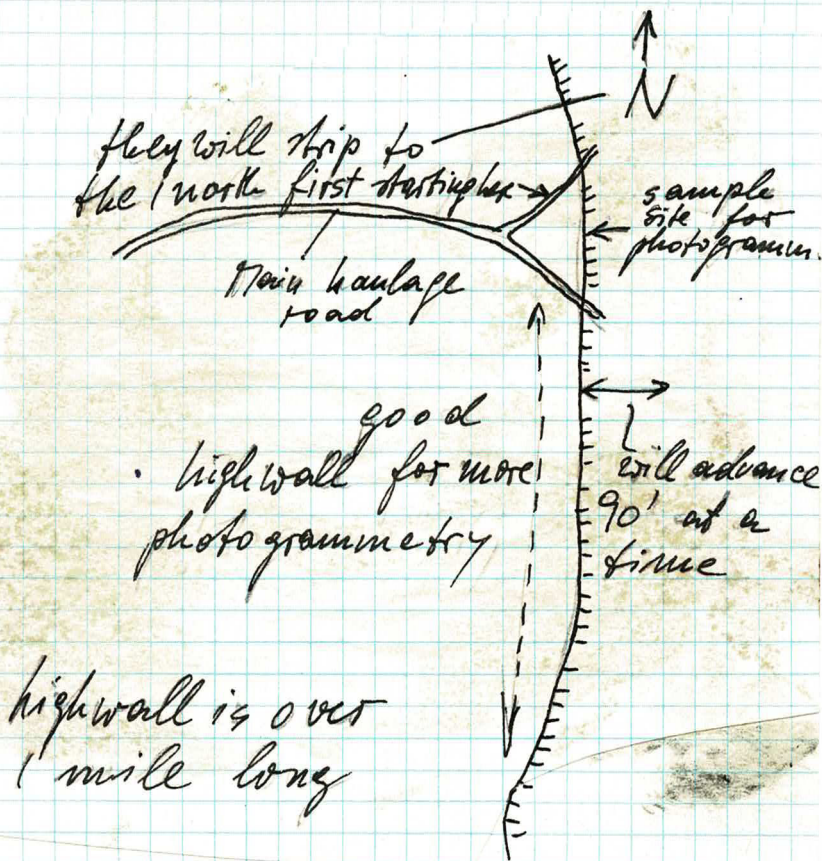 N
they will strip to
the north first starting here
sample
site for
photogramm.
Main haulage
road
good
highwall for more
photogrammetry
will advance
90' at a
time
highwall is over
1 mile long